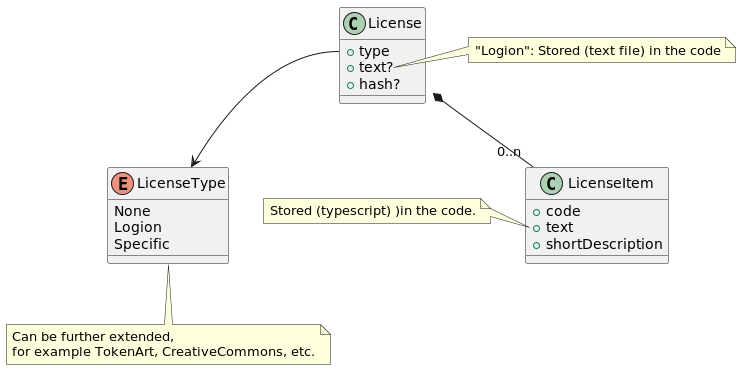 C License
type
text?
hash?
"Logion": Stored (text file) in the code
0..n
E LicenseType
None
Logion
Specific
C LicenseItem
code
text
shortDescription
Stored (typescript) )in the code.
Can be further extended,
for example TokenArt, CreativeCommons, etc.